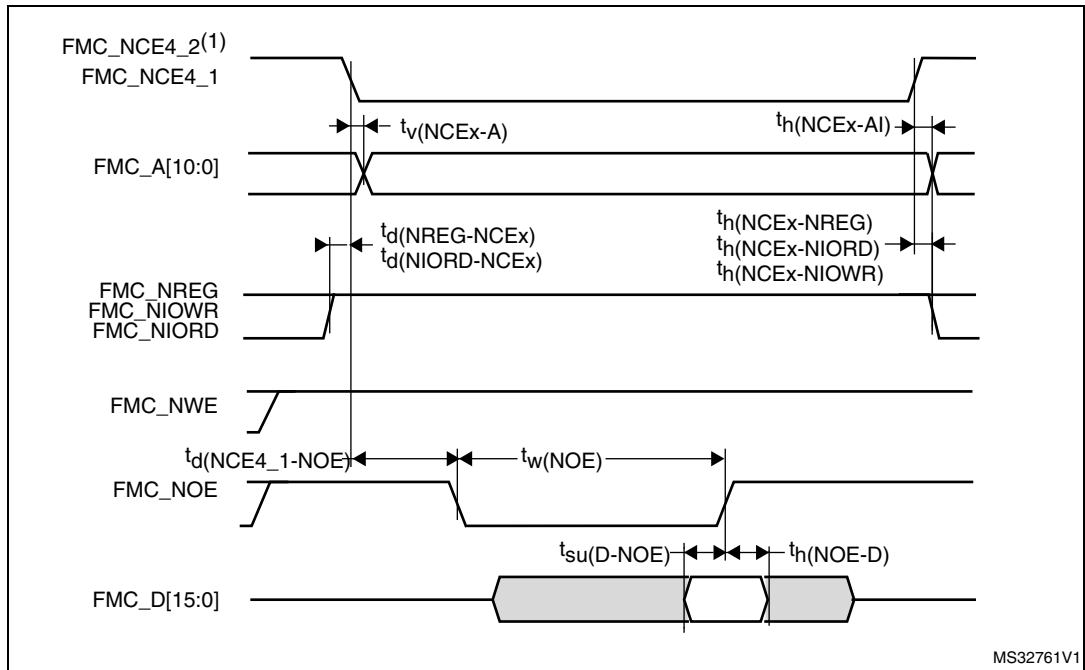 FMC_NCE4_2(1)
FMC_NCE4_1
tv(NCEx-A)
th(NCEx-AI)
FMC_A[10:0]
td(NREG-NCEx)
td(NIORD-NCEx)
th(NCEx-NREG)
th(NCEx-NIORD)
th(NCEx-NIOWR)
FMC_NREG
FMC_NIOWR
FMC_NIORD
FMC_NWE
td(NCE4_1-NOE)
tw(NOE)
FMC_NOE
tsu(D-NOE)
th(NOE-D)
FMC_D[15:0]
MS32761V1